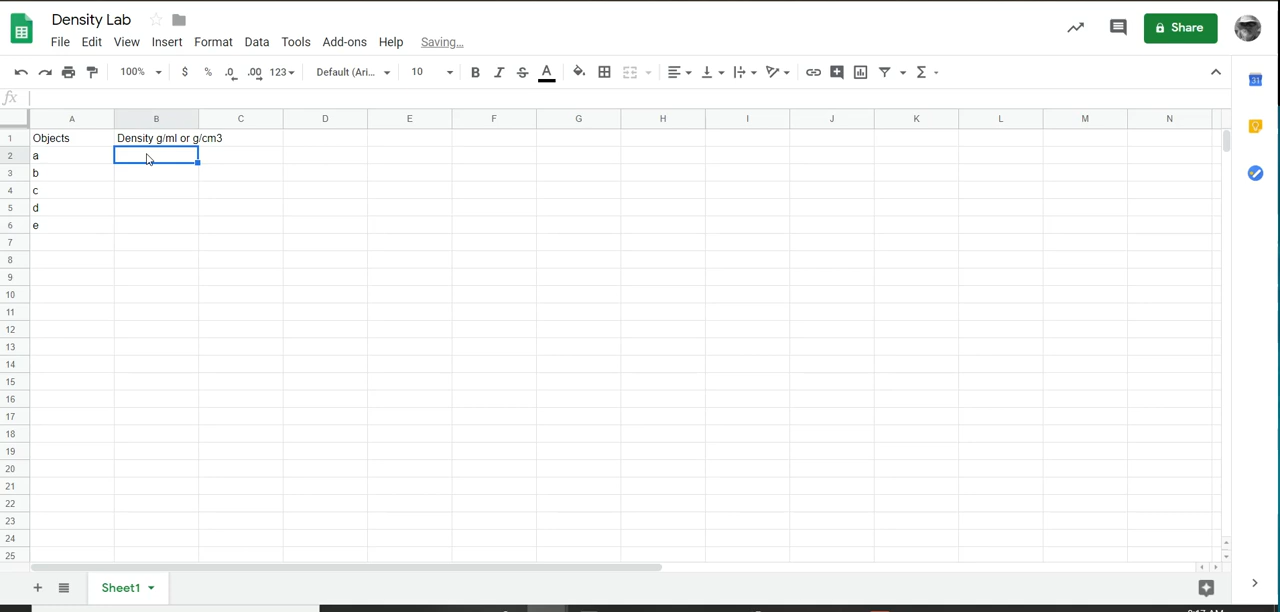 Density Lab
File Edit View Insert Format Data Tools Add-ons Help Saving...
Share
100% $ % .0 .00 123 Default (Ari... 10 B I S A Σ
31
fx
A B C D E F G H I J K L M N
1 Objects Density g/ml or g/cm3
2 a
3 b
4 c
5 d
6 e
7
8
9
10
11
12
13
14
15
16
17
18
19
20
21
22
23
24
25
+ Sheet1